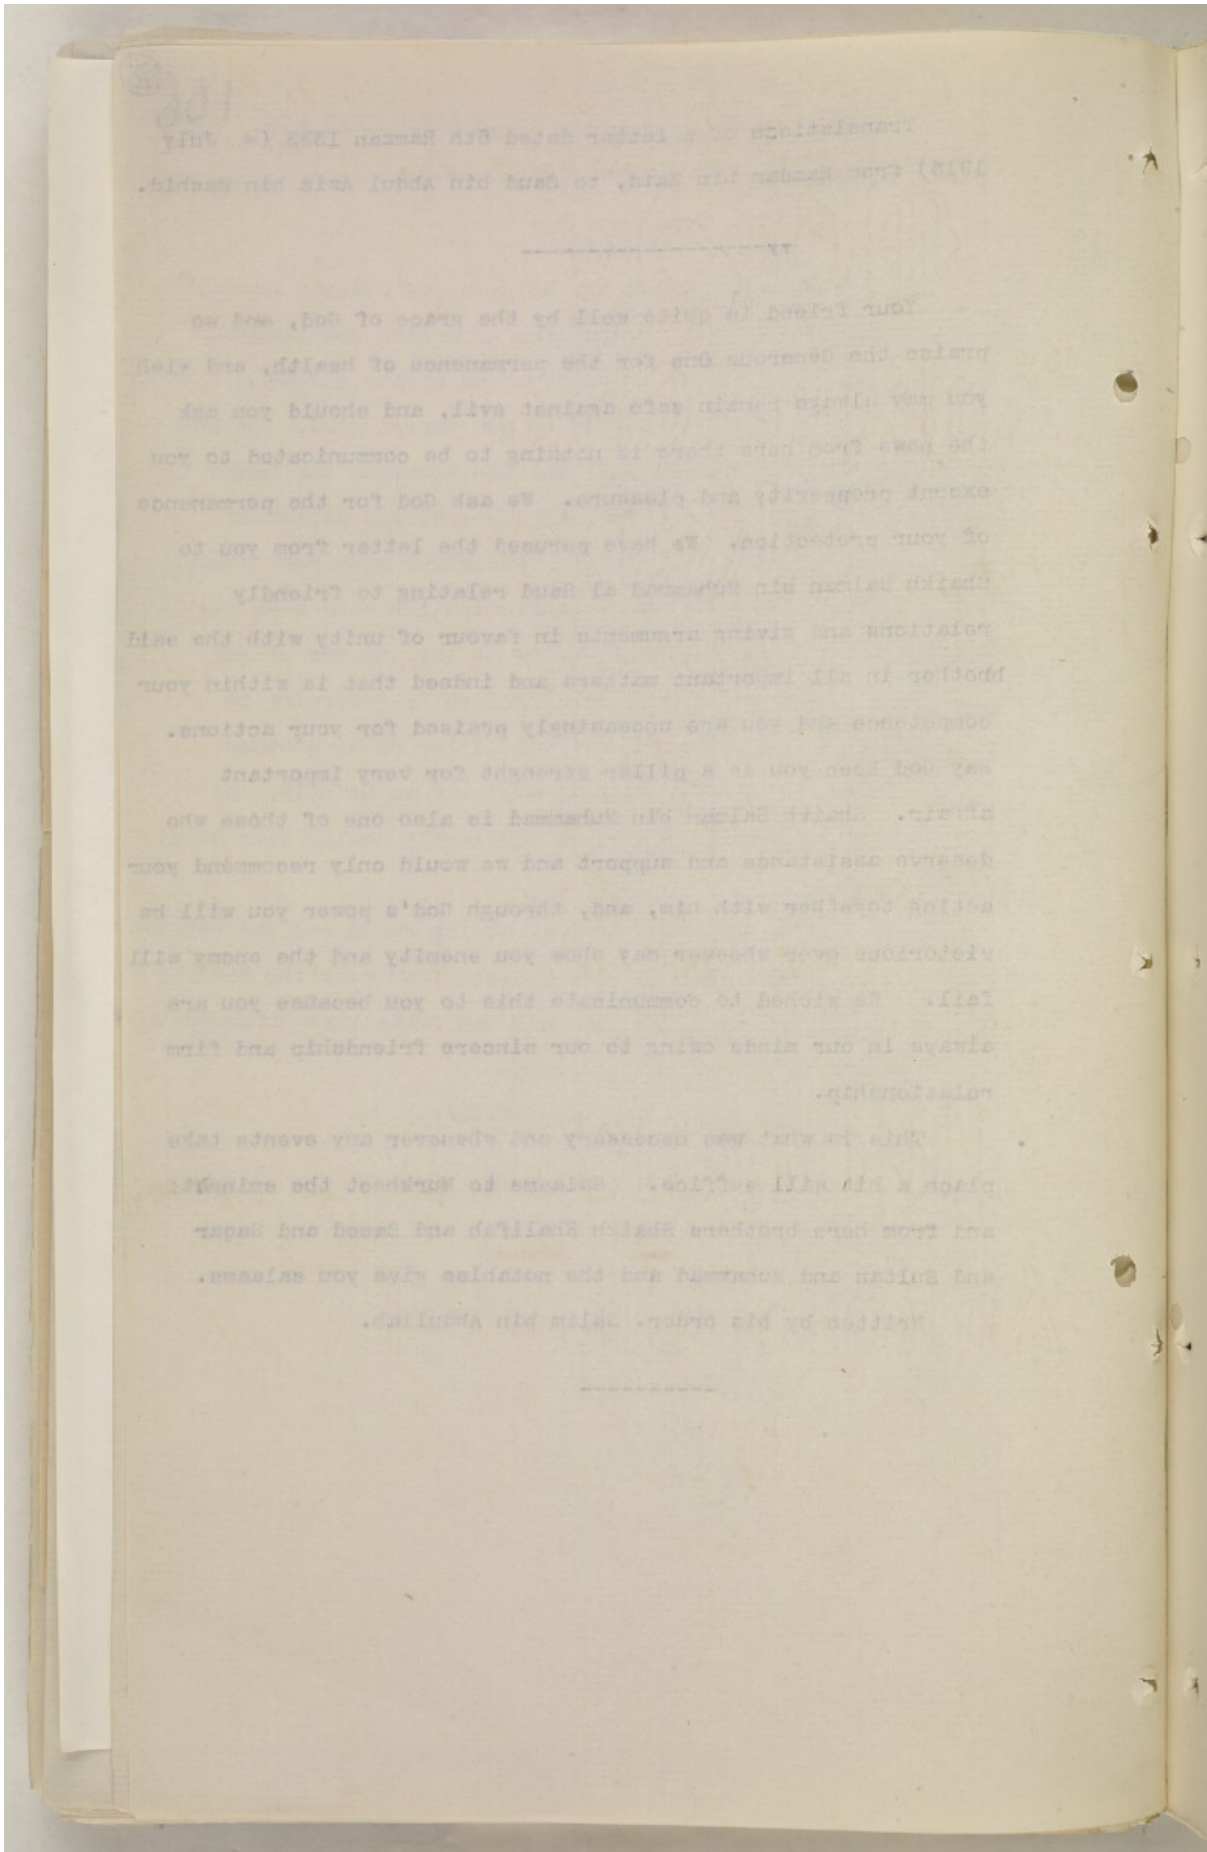 Translations of a letter dated 5th Ramzan 1333 (= July
1915) from Hamdan bin Zaid, to Saud bin Abdul Aziz bin Rashid.
Your friend is quite well by the grace of God, and we
praise the Generous One for the permanence of health, and wish
you may always remain safe against evil, and should you ask
the news from here there is nothing to be communicated to you
except prosperity and pleasure. We ask God for the permanence
of your protection. We have perused the letter from you to
Shaikh Salman bin Muhammad al Saud relating to friendly
relations and giving arguments in favour of unity with the said
bbother in all important matters and indeed that is within your
competence and you are unceasingly praised for your actions.
May God keep you as a pillar strenght for very important
affair. Shaikh Salman bin Muhammad is also one of those who
deserve assistance and support and we would only recommend your
acting together with him, and, through God's power you will be
victorious over whoever may show you enemity and the enemy will
fail. We wished to communicate this to you because you are
always in our minds owing to our sincere friendship and firm
relationship.
This is what was necessary and whenever any events take
place a hit will suffice. Salaams to Murkheet the eminent
and from here brothers Shaikh Khalifah and Saeed and Saqar
and Sultan and Muhammad and the notables give you salaams.
Written by his order. Salim bin Abdullah.